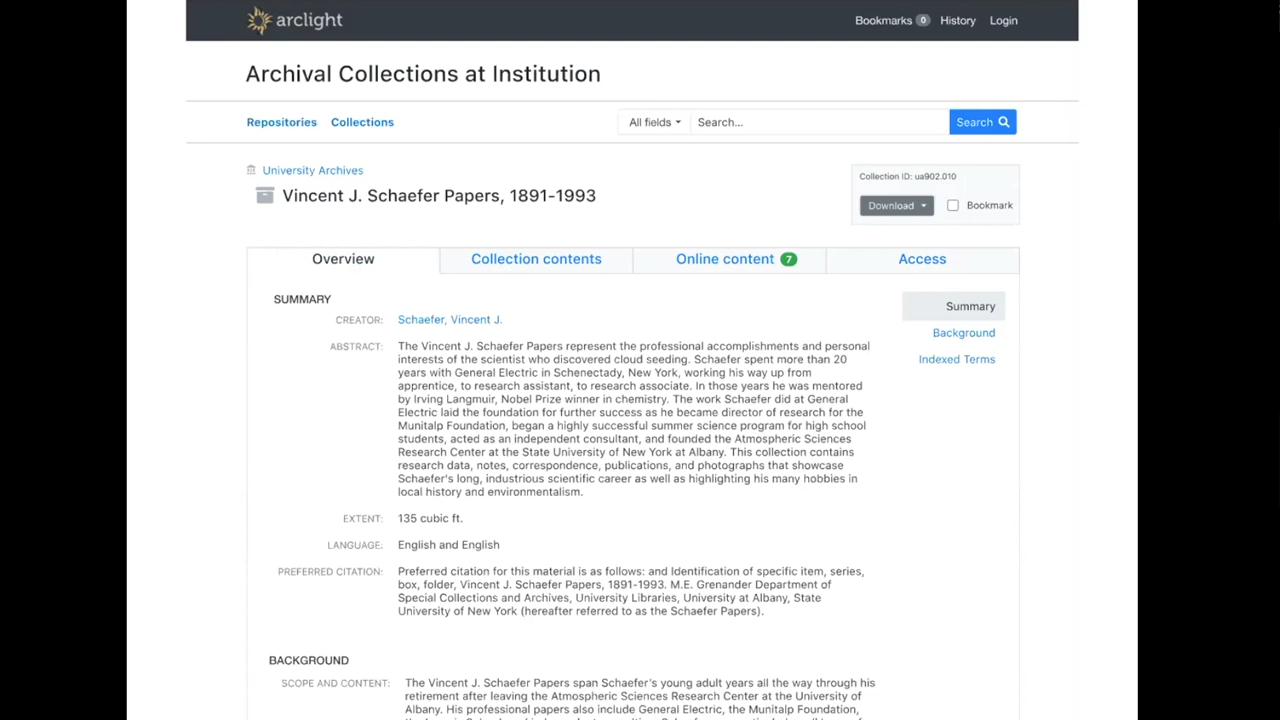 arclight
Bookmarks 0 History Login
Archival Collections at Institution
Repositories Collections
All fields Search... Search
University Archives
Vincent J. Schaefer Papers, 1891-1993
Collection ID: ua902.010
Download Bookmark
Overview Collection contents Online content 7 Access
SUMMARY
CREATOR: Schaefer, Vincent J.
ABSTRACT: The Vincent J. Schaefer Papers represent the professional accomplishments and personal
interests of the scientist who discovered cloud seeding. Schaefer spent more than 20
years with General Electric in Schenectady, New York, working his way up from
apprentice, to research assistant, to research associate. In those years he was mentored
by Irving Langmuir, Nobel Prize winner in chemistry. The work Schaefer did at General
Electric laid the foundation for further success as he became director of research for the
Munitalp Foundation, began a highly successful summer science program for high school
students, acted as an independent consultant, and founded the Atmospheric Sciences
Research Center at the State University of New York at Albany. This collection contains
research data, notes, correspondence, publications, and photographs that showcase
Schaefer's long, industrious scientific career as well as highlighting his many hobbies in
local history and environmentalism.
EXTENT: 135 cubic ft.
LANGUAGE: English and English
PREFERRED CITATION: Preferred citation for this material is as follows: and Identification of specific item, series,
box, folder, Vincent J. Schaefer Papers, 1891-1993. M.E. Grenander Department of
Special Collections and Archives, University Libraries, University at Albany, State
University of New York (hereafter referred to as the Schaefer Papers).
Summary
Background
Indexed Terms
BACKGROUND
SCOPE AND CONTENT: The Vincent J. Schaefer Papers span Schaefer's young adult years all the way through his
retirement after leaving the Atmospheric Sciences Research Center at the University of
Albany. His professional papers also include General Electric, the Munitalp Foundation,